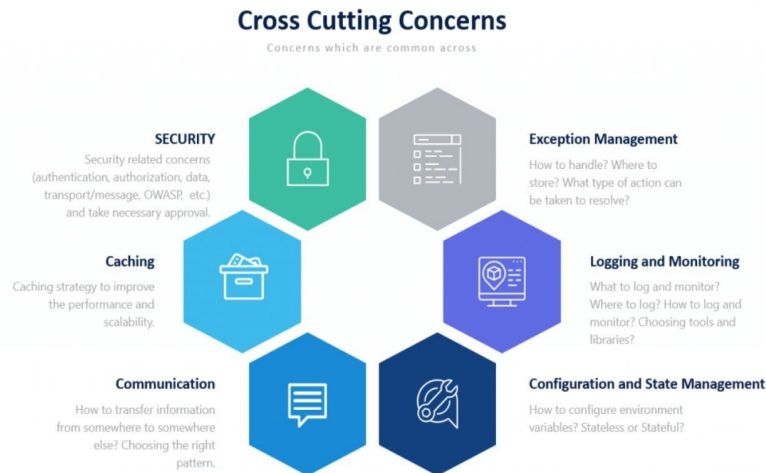 Cross Cutting Concerns
Concerns which are common across
SECURITY
Security related concerns
(authentication, authorization, data,
transport/message, OWASP, etc.)
and take necessary approval.
Exception Management
How to handle? Where to
store? What type of action can
be taken to resolve?
Caching
Caching strategy to improve
the performance and
scalability.
Logging and Monitoring
What to log and monitor?
Where to log? How to log and
monitor? Choosing tools and
libraries?
Communication
How to transfer information
from somewhere to somewhere
else? Choosing the right
pattern.
Configuration and State Management
How to configure environment
variables? Stateless or Stateful?